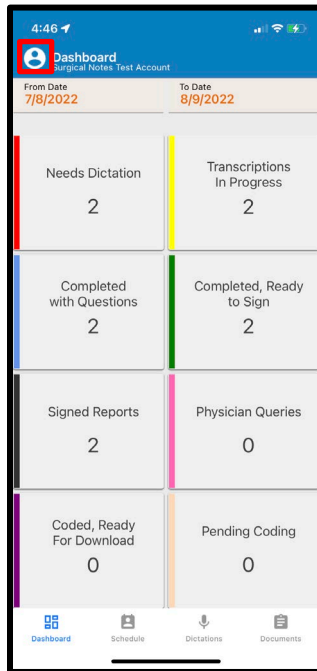 4:46
Dashboard
Surgical Notes Test Account
From Date
7/8/2022
To Date
8/9/2022
Needs Dictation
2
Transcriptions
In Progress
2
Completed
with Questions
2
Completed, Ready
to Sign
2
Signed Reports
2
Physician Queries
0
Coded, Ready
For Download
0
Pending Coding
0
Dashboard
Schedule
Dictations
Documents